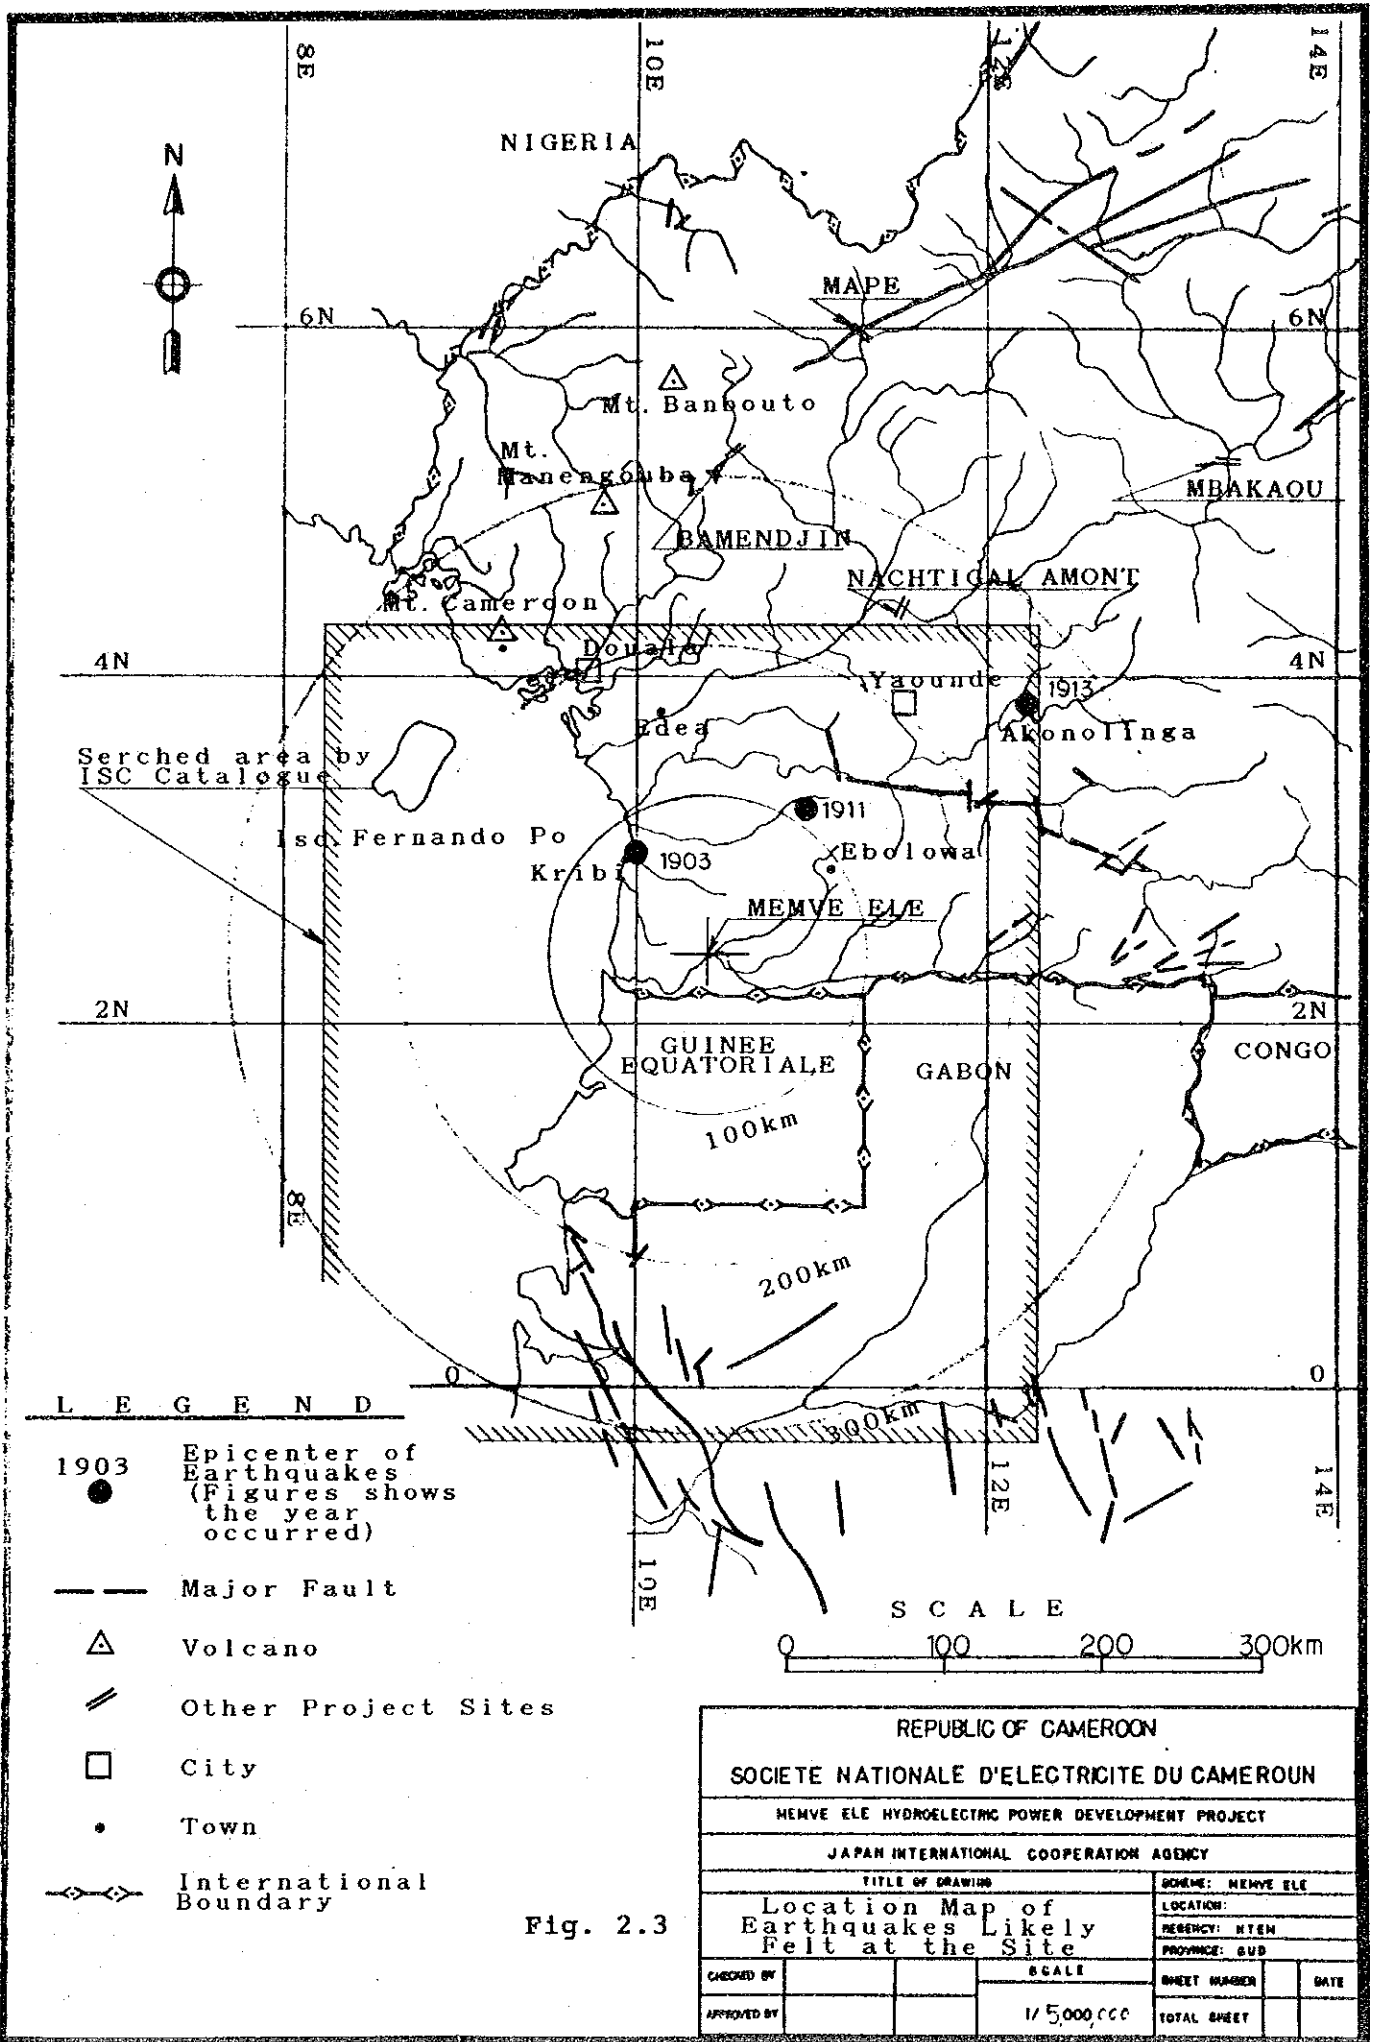 8E
10E
12E
14E
NIGERIA
N
MAPE
6N
6N
Mt. Banbouto
Mt.
Manengouba
MBAKAOU
BAMENDJIN
NACHTIGAL AMONT
Mt. Cameroon
Douala
4N
4N
Yaounde
1913
Edea
Akonolinga
Serched area by
ISC Catalogue
1911
Isd. Fernando Po
Ebolowa
1903
Kribi
MEMVE ELE
2N
2N
GUINEE
EQUATORIALE
CONGO
GABON
100km
8E
200km
0
0
300km
12E
14E
10E
LEGEND
1903
Epicenter of
Earthquakes
(Figures shows
the year
occurred)
Major Fault
Volcano
Other Project Sites
City
Town
International
Boundary
SCALE
0 100 200 300km
Fig. 2.3
REPUBLIC OF CAMEROON
SOCIETE NATIONALE D'ELECTRICITE DU CAMEROUN
MEMVE ELE HYDROELECTRIC POWER DEVELOPMENT PROJECT
JAPAN INTERNATIONAL COOPERATION AGENCY
TITLE OF DRAWING
Location Map of
Earthquakes Likely
Felt at the Site
SCHEME: MEMVE ELE
LOCATION:
REGENCY: NTEM
PROVINCE: SUD
CHECKED BY
SCALE
SHEET NUMBER
DATE
APPROVED BY
1/5,000,000
TOTAL SHEET